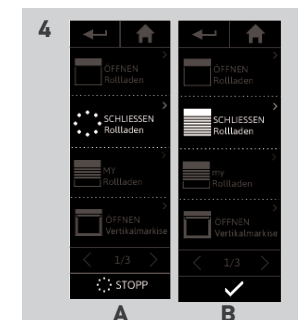 4
ÖFFNEN
Rollladen
SCHLIESSEN
Rollladen
MY
Rollladen
ÖFFNEN
Vertikalmarkise
< 1/3 >
STOPP
A
ÖFFNEN
Rollladen
SCHLIESSEN
Rollladen
my
Rollladen
ÖFFNEN
Vertikalmarkise
< 1/3 >
B